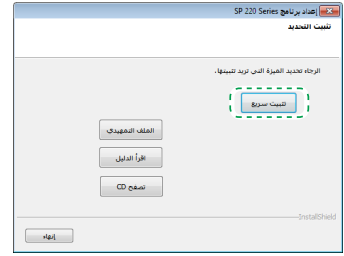 إعداد برنامج SP 220 Series
تثبيت التحديد
الرجاء تحديد الميزة التي تريد تثبيتها.
تثبيت سريع
الملف التمهيدي
اقرأ الدليل
تصفح CD
InstallShield
إنهاء